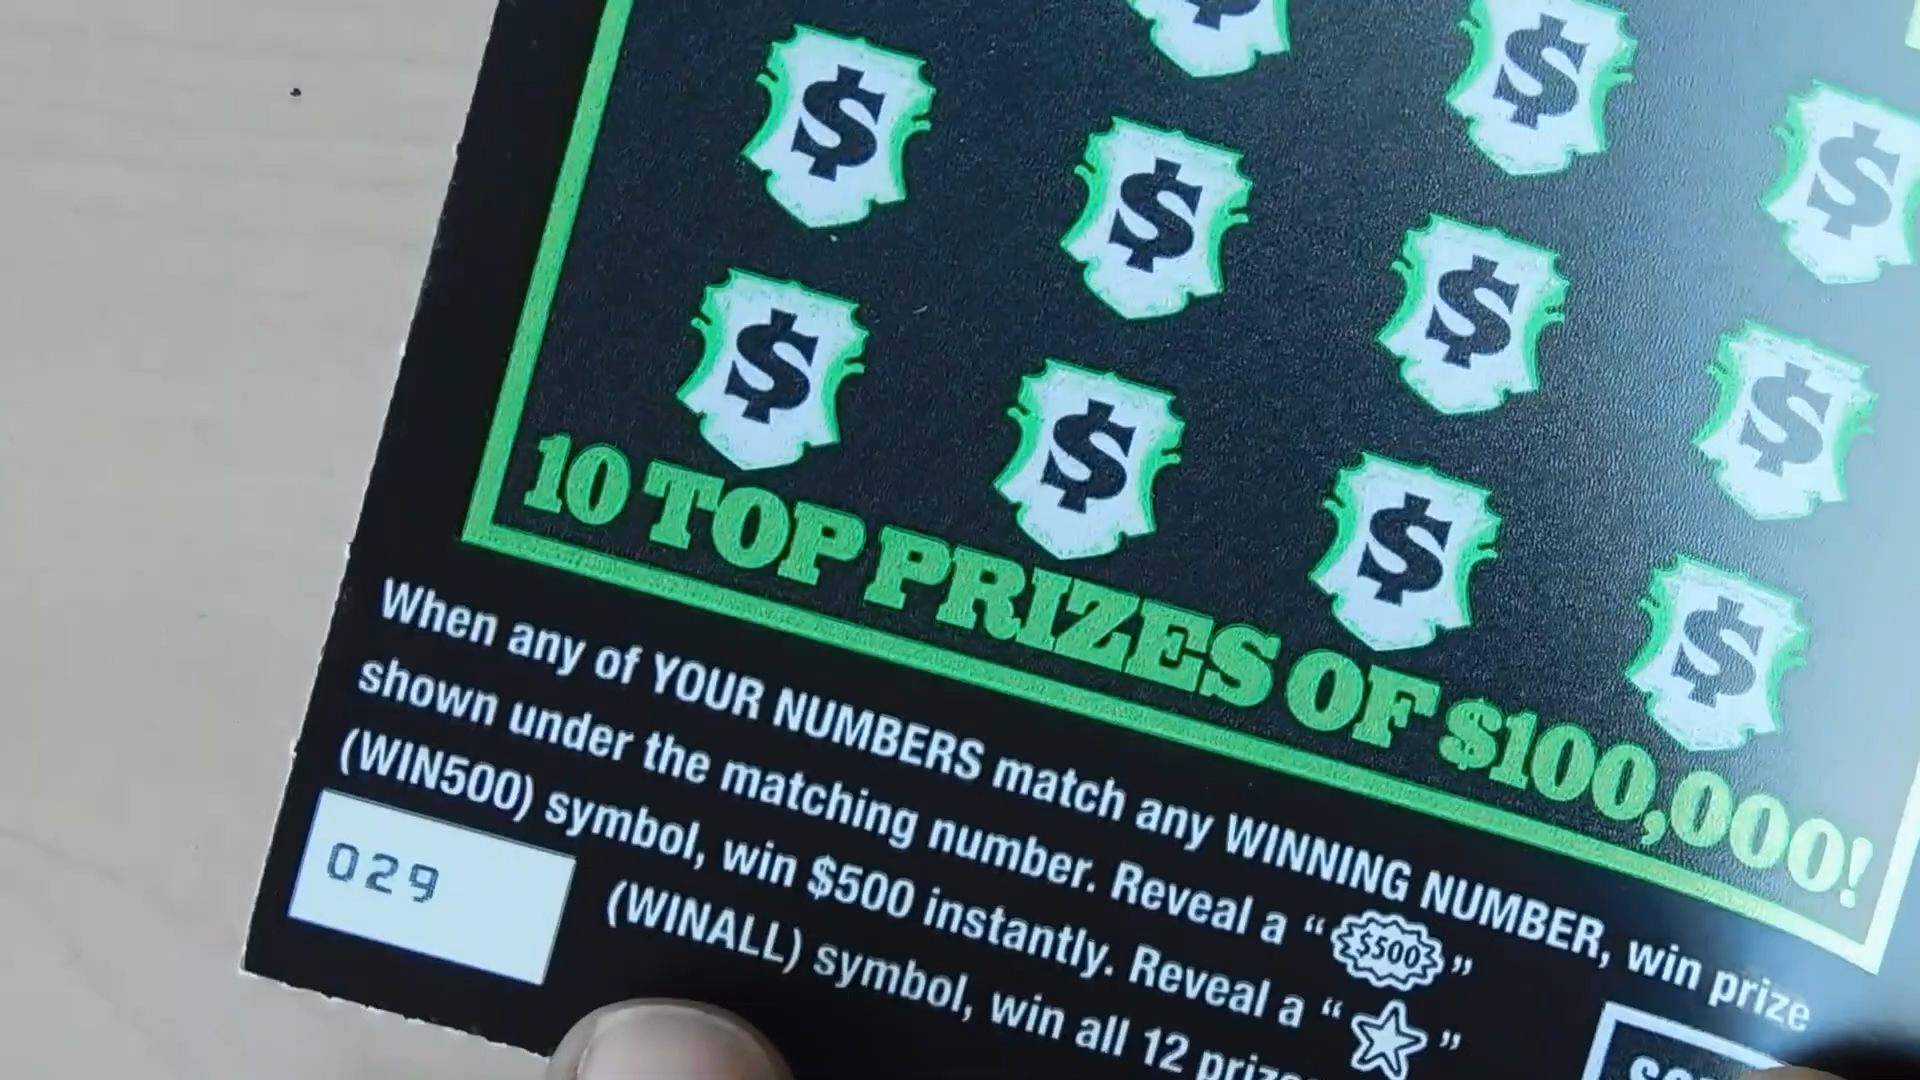 $ $
$ $ $ $
$ $ $ $
$ $
10 TOP PRIZES OF $100,000!
When any of YOUR NUMBERS match any WINNING NUMBER, win prize
shown under the matching number. Reveal a “ $500 ”
(WIN500) symbol, win $500 instantly. Reveal a “ ”
029
(WINALL) symbol, win all 12